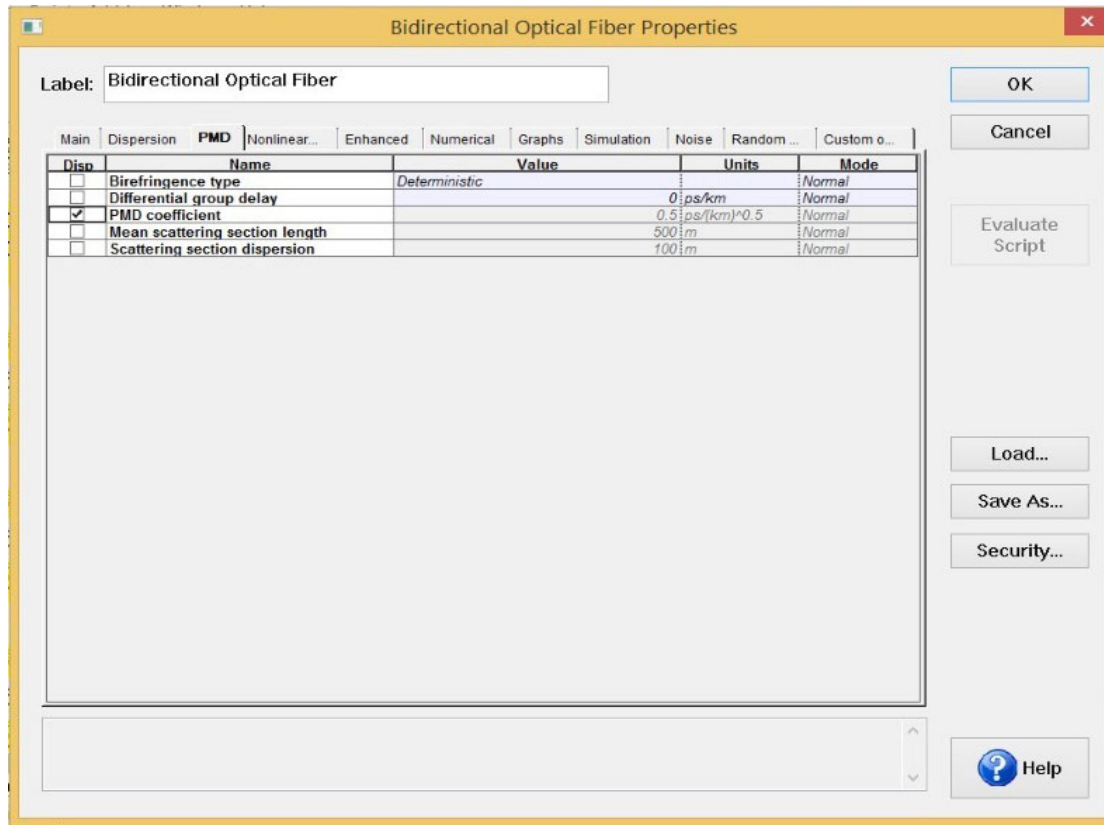 Bidirectional Optical Fiber Properties
Label: Bidirectional Optical Fiber
OK
Cancel
Main Dispersion PMD Nonlinear... Enhanced Numerical Graphs Simulation Noise Random ... Custom o...
Disp Name Value Units Mode
Birefringence type Deterministic Normal
Differential group delay 0 ps/km Normal
PMD coefficient 0.5 ps/(km)^0.5 Normal
Mean scattering section length 500 m Normal
Scattering section dispersion 100 m Normal
Evaluate
Script
Load...
Save As...
Security...
Help